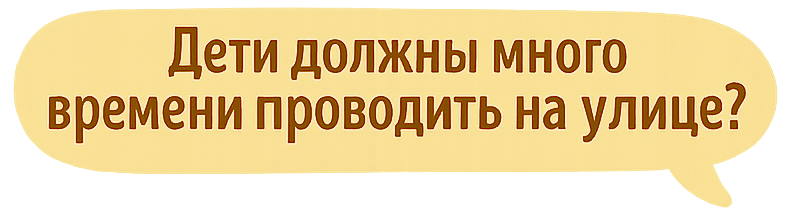 Дети должны много
времени проводить на улице?